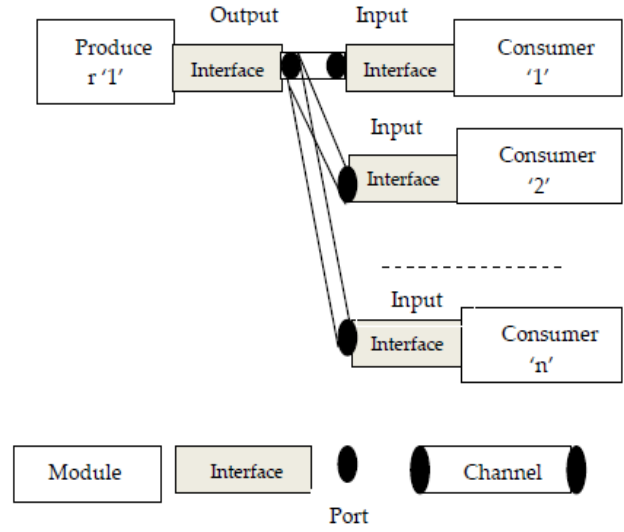 Output
Input
Produce
r ‘1’
Interface
Interface
Consumer
‘1’
Input
Interface
Consumer
‘2’
Input
Interface
Consumer
‘n’
Module
Interface
Port
Channel